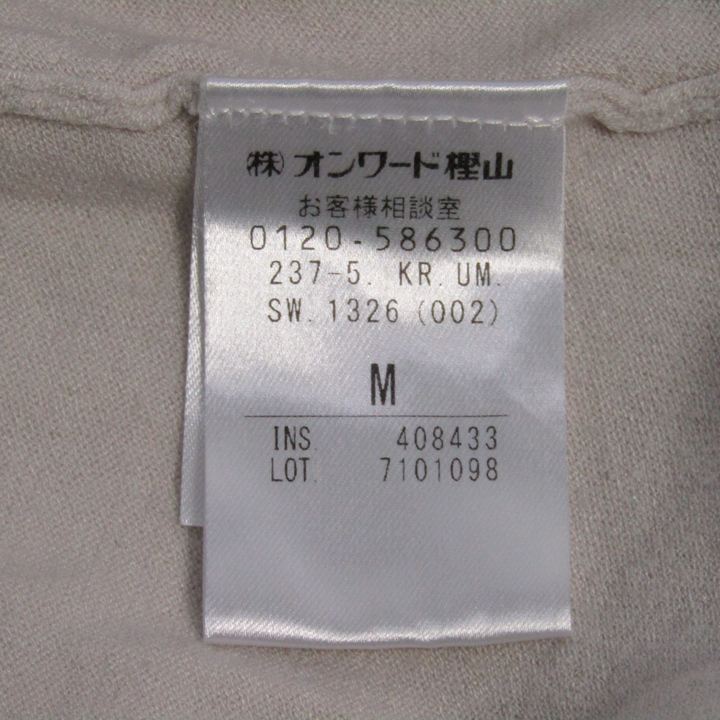 ㈱オンワード樫山
お客様相談室
0120-586300
237-5. KR. UM.
SW. 1326 (002)
M
INS. 408433
LOT. 7101098